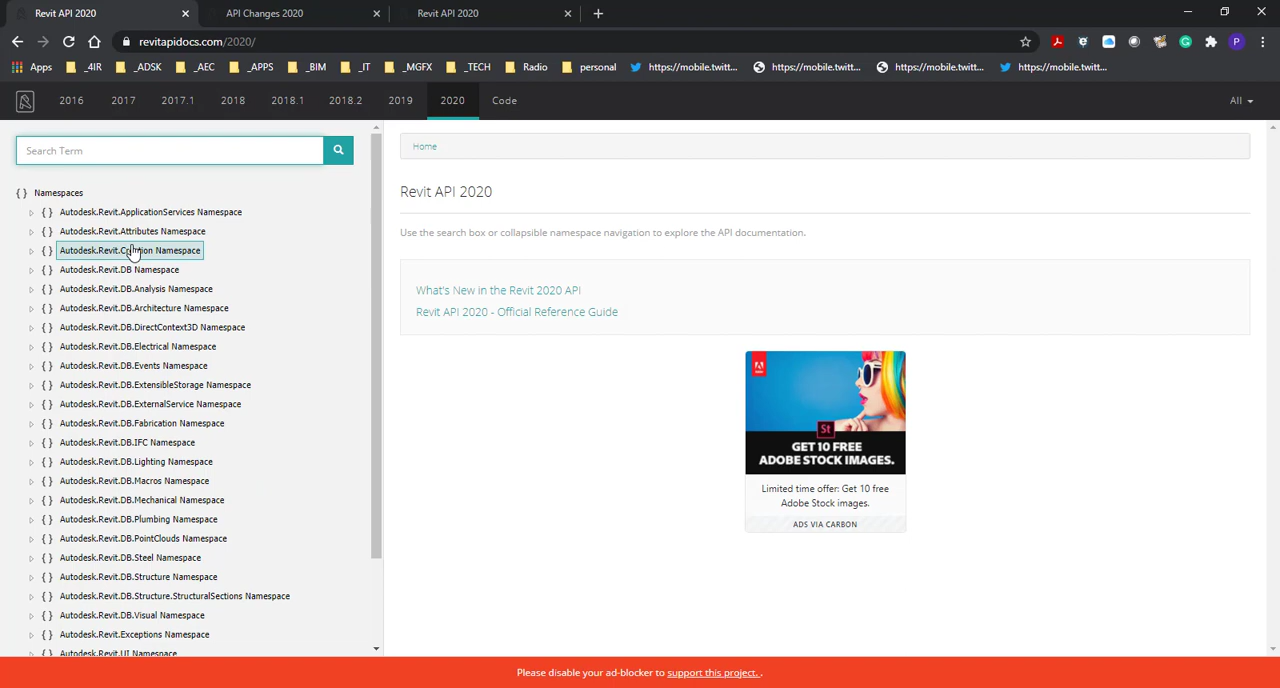 Revit API 2020
API Changes 2020
Revit API 2020
revitapidocs.com/2020/
P
Apps
_4IR
_ADSK
_AEC
_APPS
_BIM
_IT
_MGFX
_TECH
Radio
personal
https://mobile.twitt...
https://mobile.twitt...
https://mobile.twitt...
https://mobile.twitt...
2016
2017
2017.1
2018
2018.1
2018.2
2019
2020
Code
All
Search Term
{ } Namespaces
{ } Autodesk.Revit.ApplicationServices Namespace
{ } Autodesk.Revit.Attributes Namespace
{ } Namespace
{ } Autodesk.Revit.DB Namespace
{ } Autodesk.Revit.DB.Analysis Namespace
{ } Autodesk.Revit.DB.Architecture Namespace
{ } Autodesk.Revit.DB.DirectContext3D Namespace
{ } Autodesk.Revit.DB.Electrical Namespace
{ } Autodesk.Revit.DB.Events Namespace
{ } Autodesk.Revit.DB.ExtensibleStorage Namespace
{ } Autodesk.Revit.DB.ExternalService Namespace
{ } Autodesk.Revit.DB.Fabrication Namespace
{ } Autodesk.Revit.DB.IFC Namespace
{ } Autodesk.Revit.DB.Lighting Namespace
{ } Autodesk.Revit.DB.Macros Namespace
{ } Autodesk.Revit.DB.Mechanical Namespace
{ } Autodesk.Revit.DB.Plumbing Namespace
{ } Autodesk.Revit.DB.PointClouds Namespace
{ } Autodesk.Revit.DB.Steel Namespace
{ } Autodesk.Revit.DB.Structure Namespace
{ } Autodesk.Revit.DB.Structure.StructuralSections Namespace
{ } Autodesk.Revit.DB.Visual Namespace
{ } Autodesk.Revit.Exceptions Namespace
{ } Autodesk.Revit.UI Namespace
Home
Revit API 2020
Use the search box or collapsible namespace navigation to explore the API documentation.
What's New in the Revit 2020 API
Revit API 2020 - Official Reference Guide
St
GET 10 FREE
ADOBE STOCK IMAGES.
Limited time offer: Get 10 free
Adobe Stock images.
ADS VIA CARBON
Please disable your ad-blocker to support this project. .